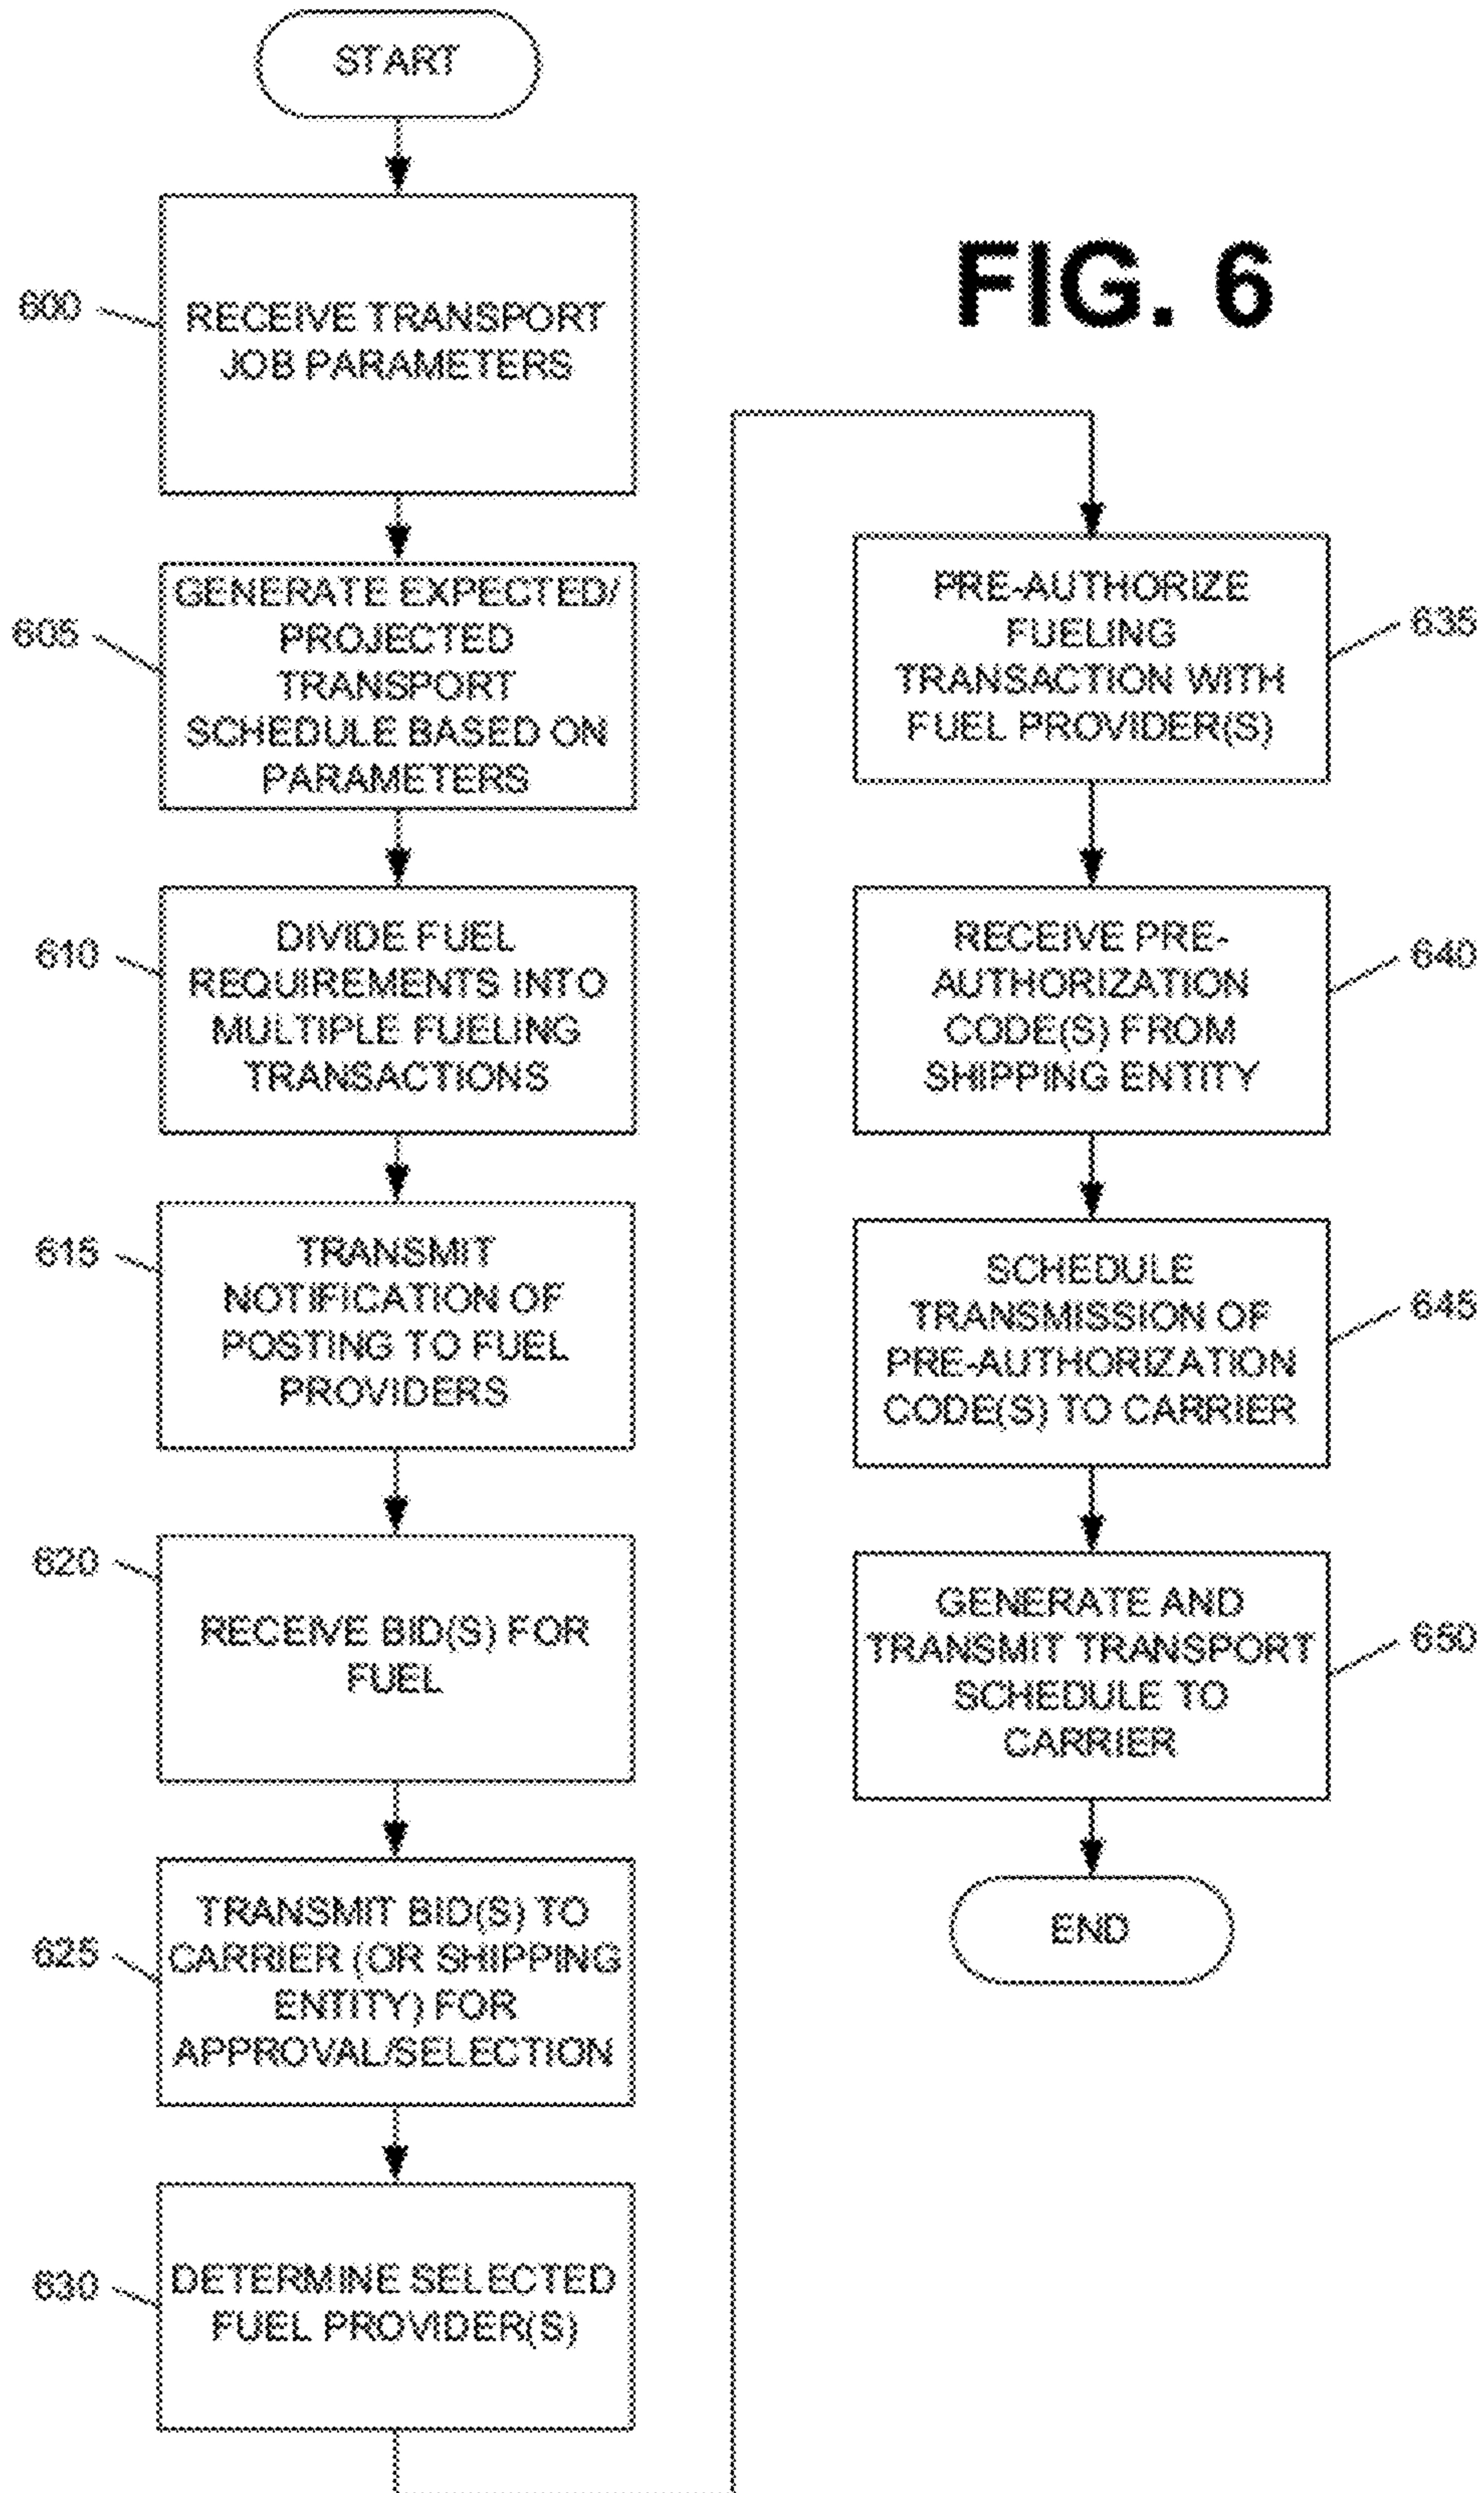 START
600
RECEIVE TRANSPORT
JOB PARAMETERS
605
GENERATE EXPECTED/
PROJECTED
TRANSPORT
SCHEDULE BASED ON
PARAMETERS
610
DIVIDE FUEL
REQUIREMENTS INTO
MULTIPLE FUELING
TRANSACTIONS
615
TRANSMIT
NOTIFICATION OF
POSTING TO FUEL
PROVIDERS
620
RECEIVE BID(S) FOR
FUEL
625
TRANSMIT BID(S) TO
CARRIER (OR SHIPPING
ENTITY) FOR
APPROVAL/SELECTION
630
DETERMINE SELECTED
FUEL PROVIDER(S)
FIG. 6
PRE-AUTHORIZE
FUELING
TRANSACTION WITH
FUEL PROVIDER(S)
635
RECEIVE PRE-
AUTHORIZATION
CODE(S) FROM
SHIPPING ENTITY
640
SCHEDULE
TRANSMISSION OF
PRE-AUTHORIZATION
CODE(S) TO CARRIER
645
GENERATE AND
TRANSMIT TRANSPORT
SCHEDULE TO
CARRIER
650
END